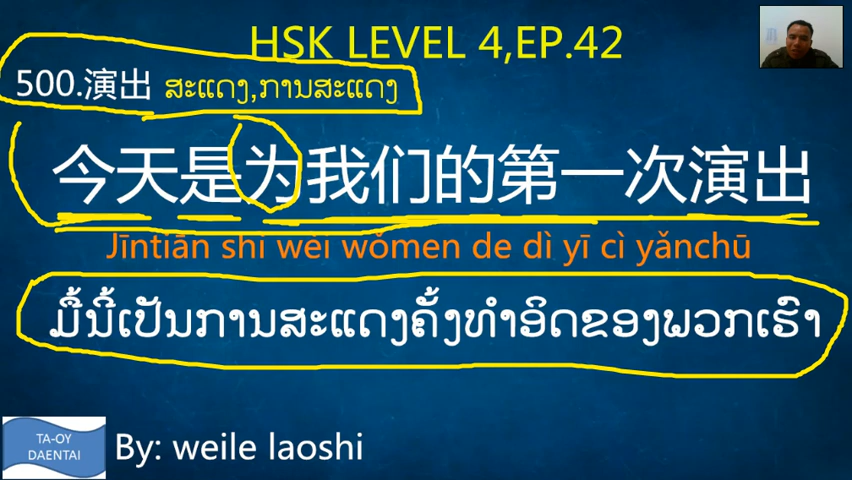 HSK LEVEL 4,EP.42
500.演出 ສະແດງ,ການສະແດງ
今天是为我们的第一次演出
Jīntiān shì wèi wǒmen de dì yī cì yǎnchū
ມື້ນີ້ເປັນການສະແດງຄັ້ງທຳອິດຂອງພວກເຮົາ
TA-OY
DAENTAI
By: weile laoshi